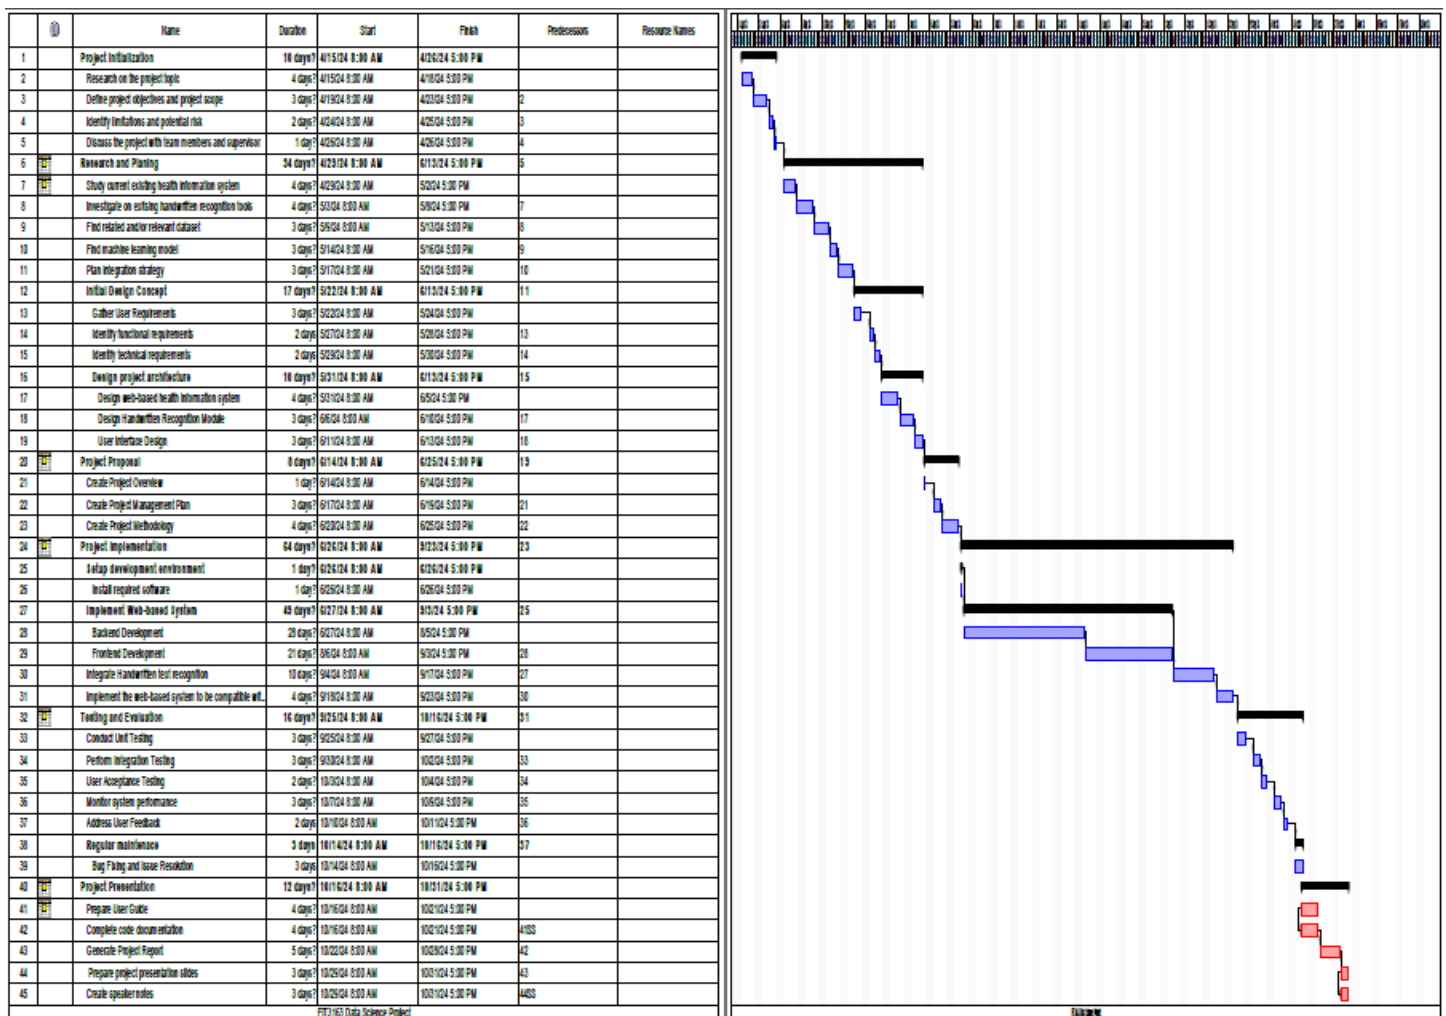 Name Duration Start Finish Predecessors Resource Names
1 Project Initialization 10 days? 4/15/24 8:00 AM 4/26/24 5:00 PM
2 Research on the project topic 4 days? 4/15/24 8:00 AM 4/18/24 5:00 PM
3 Define project objectives and project scope 3 days? 4/19/24 8:00 AM 4/23/24 5:00 PM 2
4 Identify limitations and potential risk 2 days? 4/24/24 8:00 AM 4/25/24 5:00 PM 3
5 Discuss the project with team members and supervisor 1 day? 4/26/24 8:00 AM 4/26/24 5:00 PM 4
6 Research and Planing 34 days? 4/29/24 8:00 AM 6/13/24 5:00 PM 5
7 Study current existing health information system 4 days? 4/29/24 8:00 AM 5/2/24 5:00 PM
8 Investigate on exitsing handwritten recognition tools 4 days? 5/3/24 8:00 AM 5/8/24 5:00 PM 7
9 Find related and/or relevant dataset 3 days? 5/9/24 8:00 AM 5/13/24 5:00 PM 8
10 Find machine learning model 3 days? 5/14/24 8:00 AM 5/16/24 5:00 PM 9
11 Plan integration strategy 3 days? 5/17/24 8:00 AM 5/21/24 5:00 PM 10
12 Initial Design Concept 17 days? 5/22/24 8:00 AM 6/13/24 5:00 PM 11
13 Gather User Requirements 3 days? 5/22/24 8:00 AM 5/24/24 5:00 PM
14 Identify functional requirements 2 days 5/27/24 8:00 AM 5/28/24 5:00 PM 13
15 Identify technical requirements 2 days 5/29/24 8:00 AM 5/30/24 5:00 PM 14
16 Design project architecture 10 days? 5/31/24 8:00 AM 6/13/24 5:00 PM 15
17 Design web-based health information system 4 days? 5/31/24 8:00 AM 6/5/24 5:00 PM
18 Design Handwritten Recognition Module 3 days? 6/6/24 8:00 AM 6/10/24 5:00 PM 17
19 User Interface Design 3 days? 6/11/24 8:00 AM 6/13/24 5:00 PM 18
20 Project Proposal 8 days? 6/14/24 8:00 AM 6/25/24 5:00 PM 19
21 Create Project Overview 1 day? 6/14/24 8:00 AM 6/14/24 5:00 PM
22 Create Project Management Plan 3 days? 6/17/24 8:00 AM 6/19/24 5:00 PM 21
23 Create Project Methodology 4 days? 6/20/24 8:00 AM 6/25/24 5:00 PM 22
24 Project Implementation 64 days? 6/26/24 8:00 AM 9/23/24 5:00 PM 23
25 Setup development environment 1 day? 6/26/24 8:00 AM 6/26/24 5:00 PM
26 Install required software 1 day? 6/26/24 8:00 AM 6/26/24 5:00 PM
27 Implement Web-based System 49 days? 6/27/24 8:00 AM 9/3/24 5:00 PM 25
28 Backend Development 28 days? 6/27/24 8:00 AM 8/5/24 5:00 PM
29 Frontend Development 21 days? 8/6/24 8:00 AM 9/3/24 5:00 PM 28
30 Integrate Handwritten text recognition 10 days? 9/4/24 8:00 AM 9/17/24 5:00 PM 27
31 Implement the web-based system to be compatible wit... 4 days? 9/18/24 8:00 AM 9/23/24 5:00 PM 30
32 Testing and Evaluation 16 days? 9/25/24 8:00 AM 10/16/24 5:00 PM 31
33 Conduct Unit Testing 3 days? 9/25/24 8:00 AM 9/27/24 5:00 PM
34 Perform Integration Testing 3 days? 9/30/24 8:00 AM 10/2/24 5:00 PM 33
35 User Acceptance Testing 2 days? 10/3/24 8:00 AM 10/4/24 5:00 PM 34
36 Monitor system performance 3 days? 10/7/24 8:00 AM 10/9/24 5:00 PM 35
37 Address User Feedback 2 days 10/10/24 8:00 AM 10/11/24 5:00 PM 36
38 Regular maintenace 3 days 10/14/24 8:00 AM 10/16/24 5:00 PM 37
39 Bug Fixing and Issue Resolution 3 days 10/14/24 8:00 AM 10/16/24 5:00 PM
40 Project Presentation 12 days? 10/16/24 8:00 AM 10/31/24 5:00 PM
41 Prepare User Guide 4 days? 10/16/24 8:00 AM 10/21/24 5:00 PM
42 Complete code documentation 4 days? 10/16/24 8:00 AM 10/21/24 5:00 PM 41SS
43 Generate Project Report 5 days? 10/22/24 8:00 AM 10/28/24 5:00 PM 42
44 Prepare project presentation slides 3 days? 10/29/24 8:00 AM 10/31/24 5:00 PM 43
45 Create speaker notes 3 days? 10/29/24 8:00 AM 10/31/24 5:00 PM 44SS
FIT3163 Data Science Project